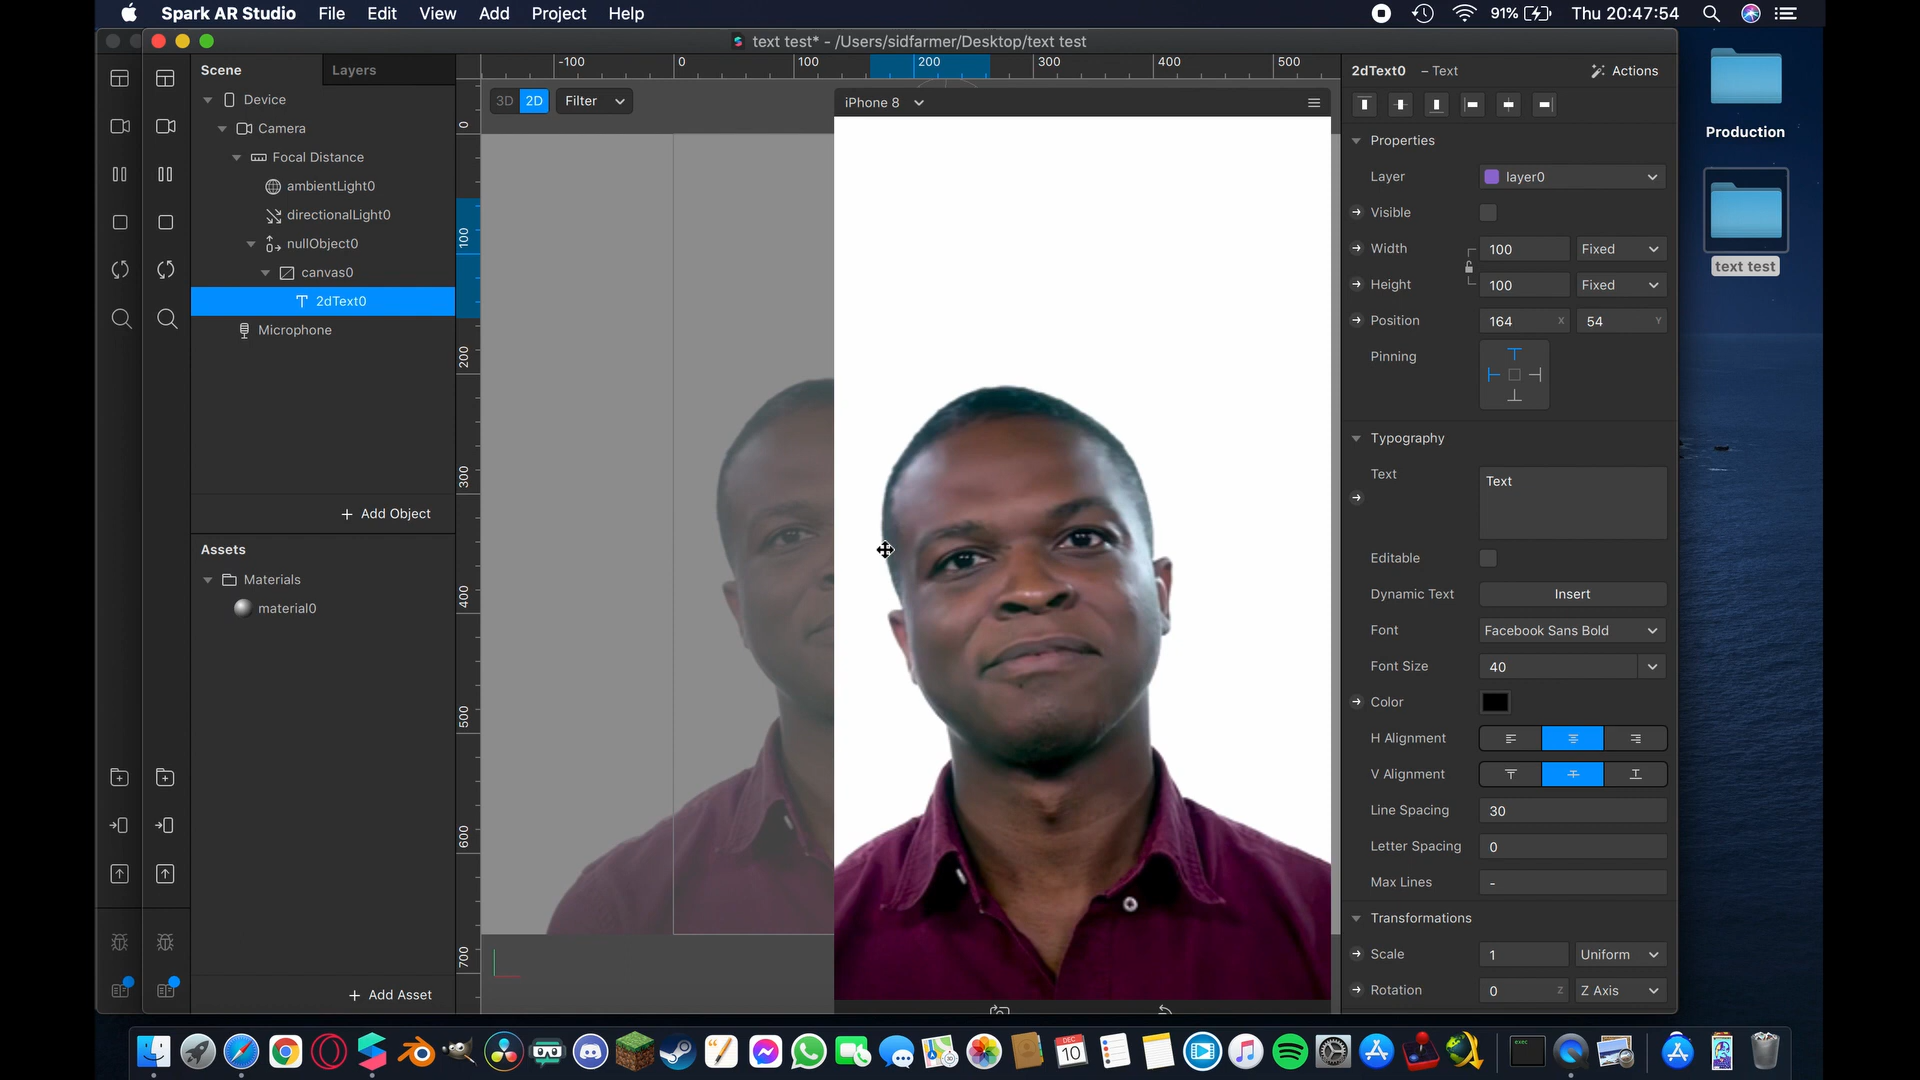 Spark AR Studio File Edit View Add Project Help 91% Thu 20:47:54
text test* - /Users/sidfarmer/Desktop/text test
Scene Layers
Device
Camera
Focal Distance
ambientLight0
directionalLight0
nullObject0
canvas0
2dText0
Microphone
+ Add Object
Assets
Materials
material0
+ Add Asset
-100 0 100 200 300 400 500
3D 2D Filter
0
100
200
300
400
500
600
700
iPhone 8
2dText0 – Text Actions
Properties
Layer layer0
Visible
Width 100 Fixed
Height 100 Fixed
Position 164 X 54 Y
Pinning
Typography
Text Text
Editable
Dynamic Text Insert
Font Facebook Sans Bold
Font Size 40
Color
H Alignment
V Alignment
Line Spacing 30
Letter Spacing 0
Max Lines -
Transformations
Scale 1 Uniform
Rotation 0 Z Z Axis
Production
text test
DEC
10
exec